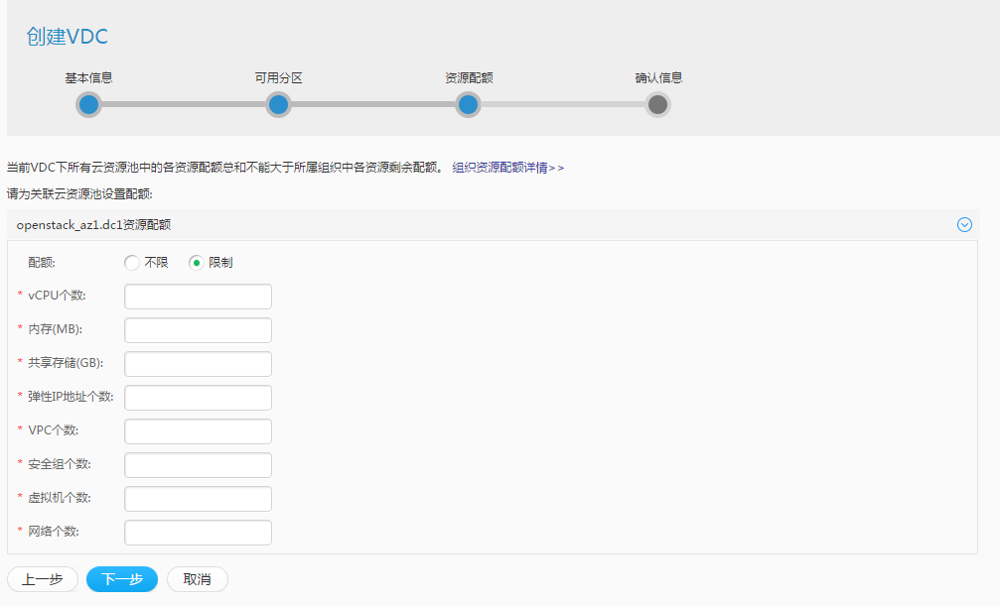 创建VDC
基本信息 可用分区 资源配额 确认信息
当前VDC下所有云资源池中的各资源配额总和不能大于所属组织中各资源剩余配额。 组织资源配额详情>>
请为关联云资源池设置配额:
openstack_az1.dc1资源配额
配额: 不限 限制
* vCPU个数:
* 内存(MB):
* 共享存储(GB):
* 弹性IP地址个数:
* VPC个数:
* 安全组个数:
* 虚拟机个数:
* 网络个数:
上一步 下一步 取消